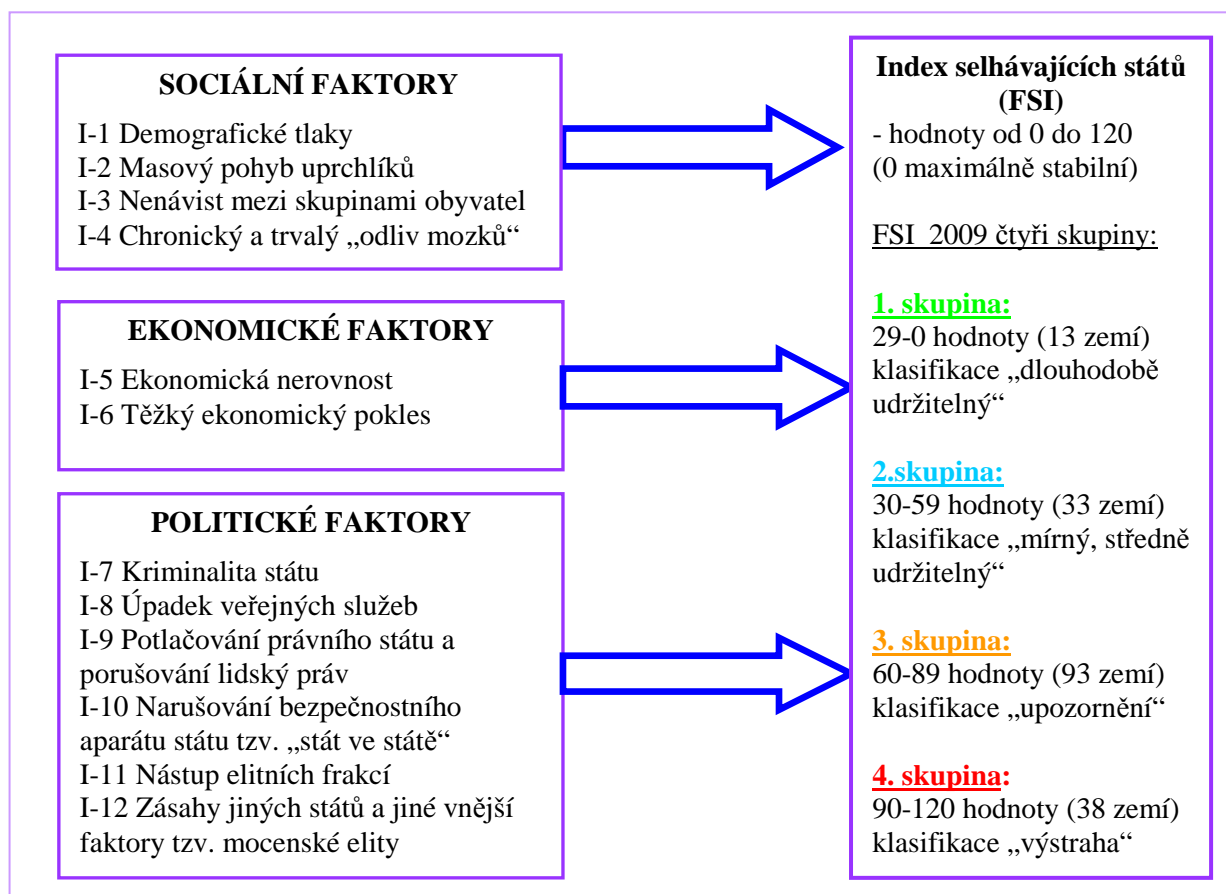 SOCIÁLNÍ FAKTORY
I-1 Demografické tlaky
I-2 Masový pohyb uprchlíků
I-3 Nenávist mezi skupinami obyvatel
I-4 Chronický a trvalý „odliv mozků“
EKONOMICKÉ FAKTORY
I-5 Ekonomická nerovnost
I-6 Těžký ekonomický pokles
POLITICKÉ FAKTORY
I-7 Kriminalita státu
I-8 Úpadek veřejných služeb
I-9 Potlačování právního státu a
porušování lidský práv
I-10 Narušování bezpečnostního
aparátu státu tzv. „stát ve státě“
I-11 Nástup elitních frakcí
I-12 Zásahy jiných států a jiné vnější
faktory tzv. mocenské elity
Index selhávajících států
(FSI)
- hodnoty od 0 do 120
(0 maximálně stabilní)
FSI 2009 čtyři skupiny:
1. skupina:
29-0 hodnoty (13 zemí)
klasifikace „dlouhodobě
udržitelný“
2.skupina:
30-59 hodnoty (33 zemí)
klasifikace „mírný, středně
udržitelný“
3. skupina:
60-89 hodnoty (93 zemí)
klasifikace „upozornění“
4. skupina:
90-120 hodnoty (38 zemí)
klasifikace „výstraha“